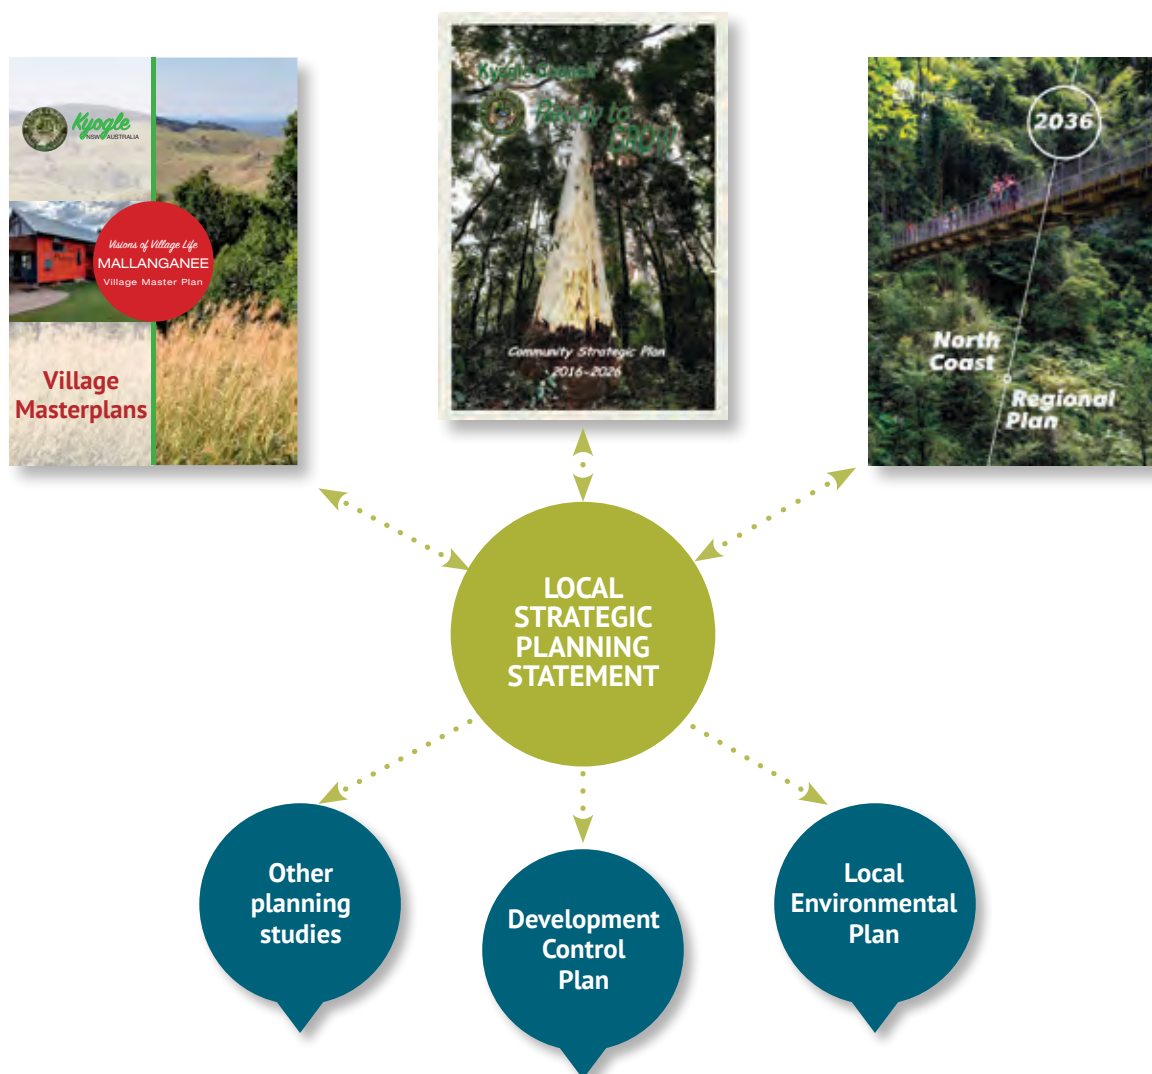 Kyogle
NSW AUSTRALIA
Visions of Village Life
MALLANGANEE
Village Master Plan
Village
Masterplans
Kyogle Council
Ready to
GROW
Community Strategic Plan
2016-2026
2036
North
Coast
Regional
Plan
LOCAL
STRATEGIC
PLANNING
STATEMENT
Other
planning
studies
Development
Control
Plan
Local
Environmental
Plan